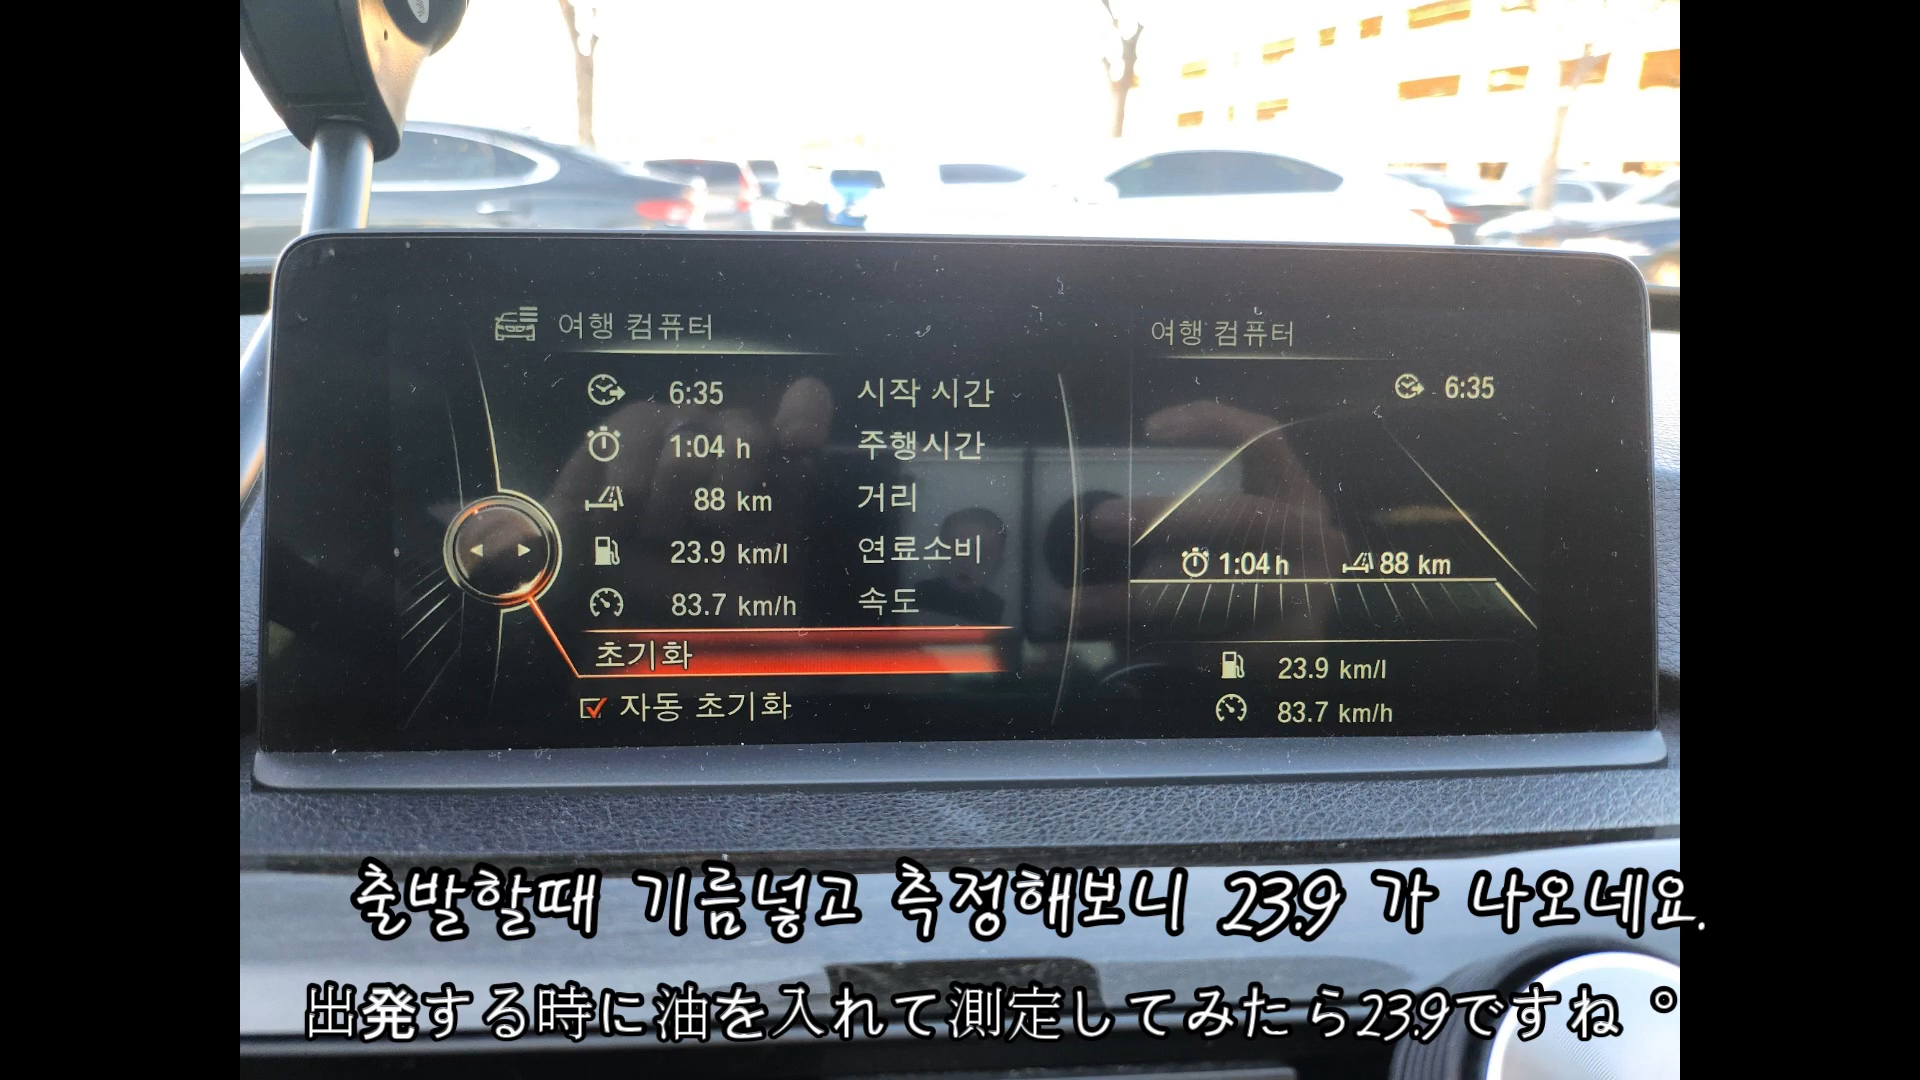 여행 컴퓨터
6:35 시작 시간
1:04 h 주행시간
88 km 거리
23.9 km/l 연료소비
83.7 km/h 속도
초기화
자동 초기화
여행 컴퓨터
6:35
1:04 h 88 km
23.9 km/l
83.7 km/h
출발할때 기름넣고 측정해보니 23.9 가 나오네요.
出発する時に油を入れて測定してみたら23.9ですね。